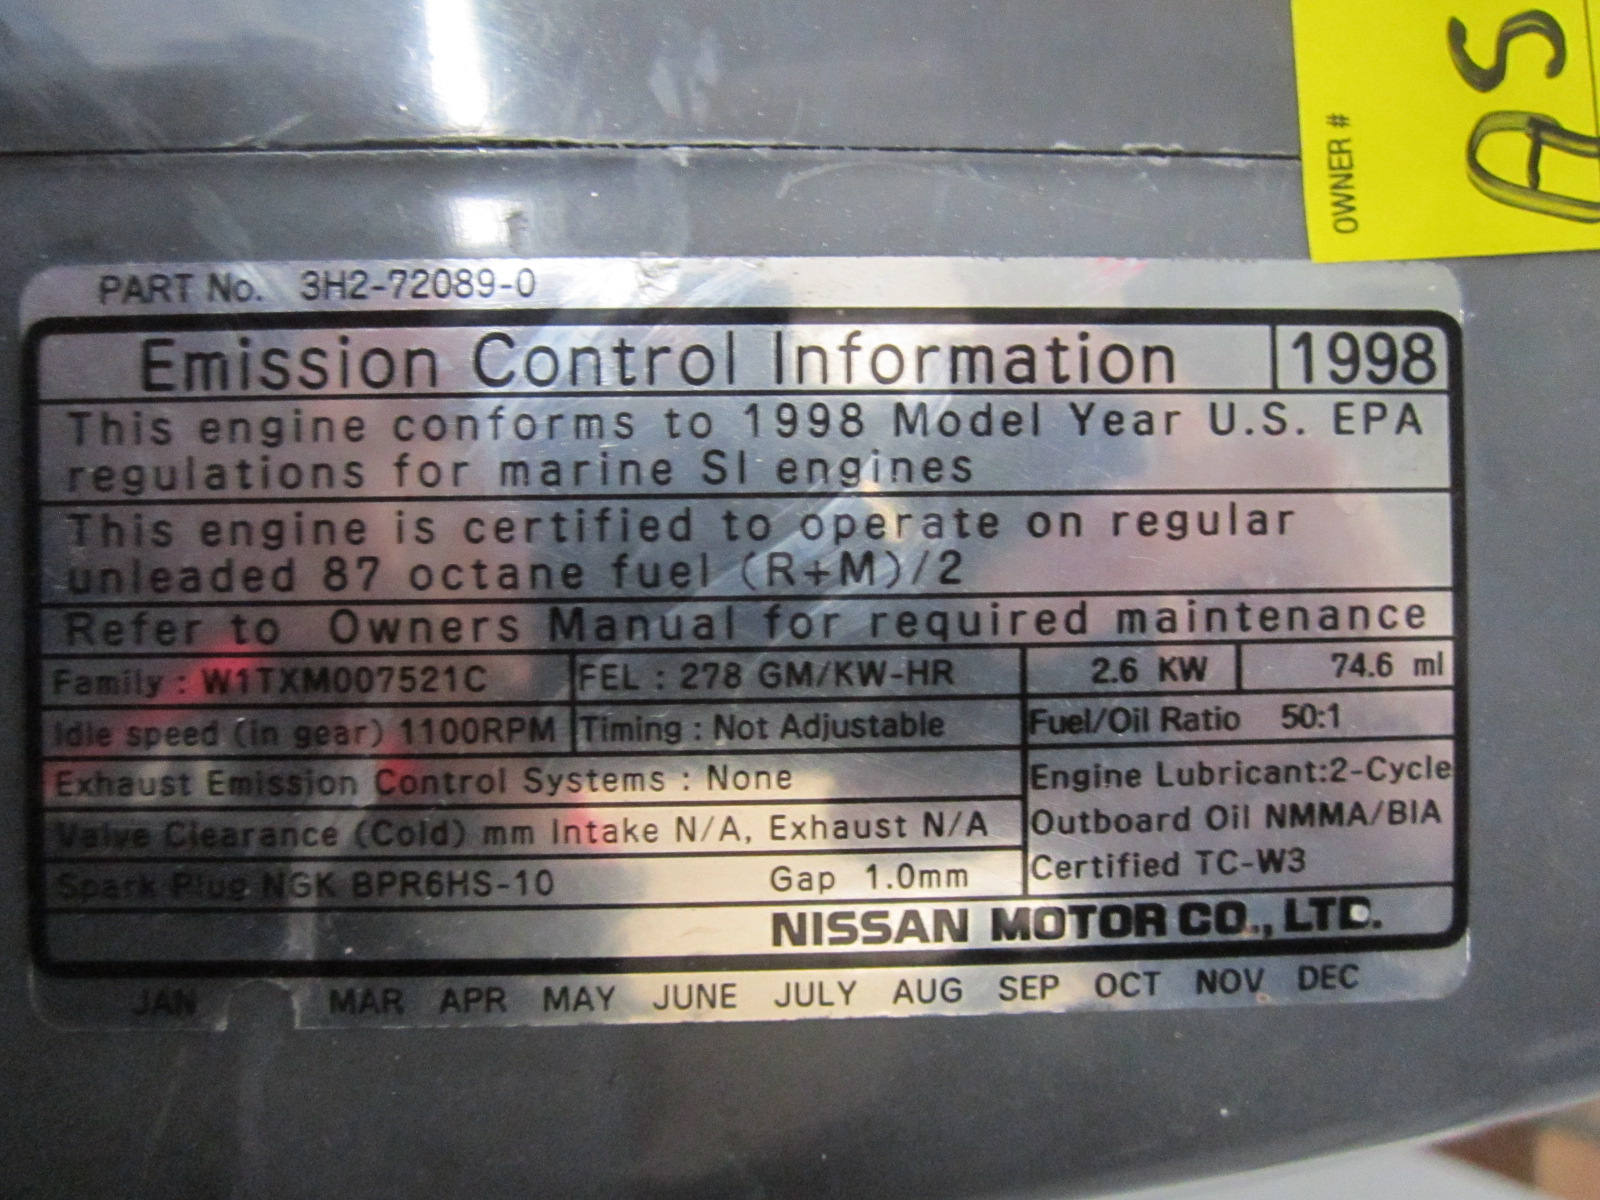 OWNER #
AS
PART No. 3H2-72089-0
Emission Control Information 1998
This engine conforms to 1998 Model Year U.S. EPA
regulations for marine SI engines
This engine is certified to operate on regular
unleaded 87 octane fuel (R+M)/2
Refer to Owners Manual for required maintenance
Family : W1TXM007521C FEL : 278 GM/KW-HR 2.6 KW 74.6 ml
Idle speed (in gear) 1100RPM Timing : Not Adjustable Fuel/Oil Ratio 50:1
Exhaust Emission Control Systems : None
Valve Clearance (Cold) mm Intake N/A, Exhaust N/A
Spark Plug NGK BPR6HS-10 Gap 1.0mm
Engine Lubricant:2-Cycle
Outboard Oil NMMA/BIA
Certified TC-W3
NISSAN MOTOR CO., LTD.
JAN MAR APR MAY JUNE JULY AUG SEP OCT NOV DEC